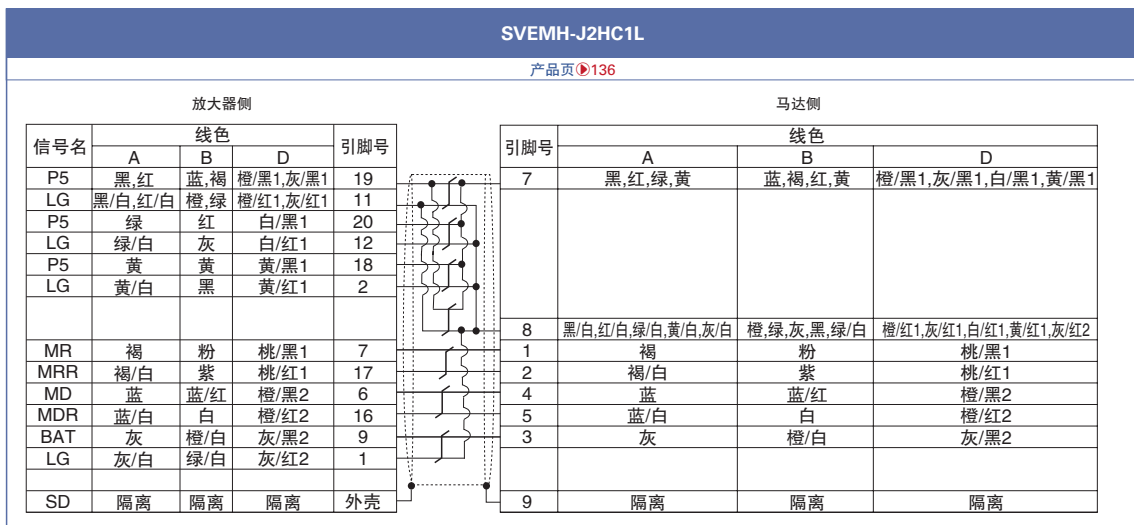 SVEMH-J2HC1L
产品页136
放大器侧
马达侧
信号名 线色 引脚号
A B D
P5 黑,红 蓝,褐 橙/黑1,灰/黑1 19
LG 黑/白,红/白 橙,绿 橙/红1,灰/红1 11
P5 绿 红 白/黑1 20
LG 绿/白 灰 白/红1 12
P5 黄 黄 黄/黑1 18
LG 黄/白 黑 黄/红1 2
MR 褐 粉 桃/黑1 7
MRR 褐/白 紫 桃/红1 17
MD 蓝 蓝/红 橙/黑2 6
MDR 蓝/白 白 橙/红2 16
BAT 灰 橙/白 灰/黑2 9
LG 灰/白 绿/白 灰/红2 1
SD 隔离 隔离 隔离 外壳
引脚号 线色
A B D
7 黑,红,绿,黄 蓝,褐,红,黄 橙/黑1,灰/黑1,白/黑1,黄/黑1
8 黑/白,红/白,绿/白,黄/白,灰/白 橙,绿,灰,黑,绿/白 橙/红1,灰/红1,白/红1,黄/红1,灰/红2
1 褐 粉 桃/黑1
2 褐/白 紫 桃/红1
4 蓝 蓝/红 橙/黑2
5 蓝/白 白 橙/红2
3 灰 橙/白 灰/黑2
9 隔离 隔离 隔离